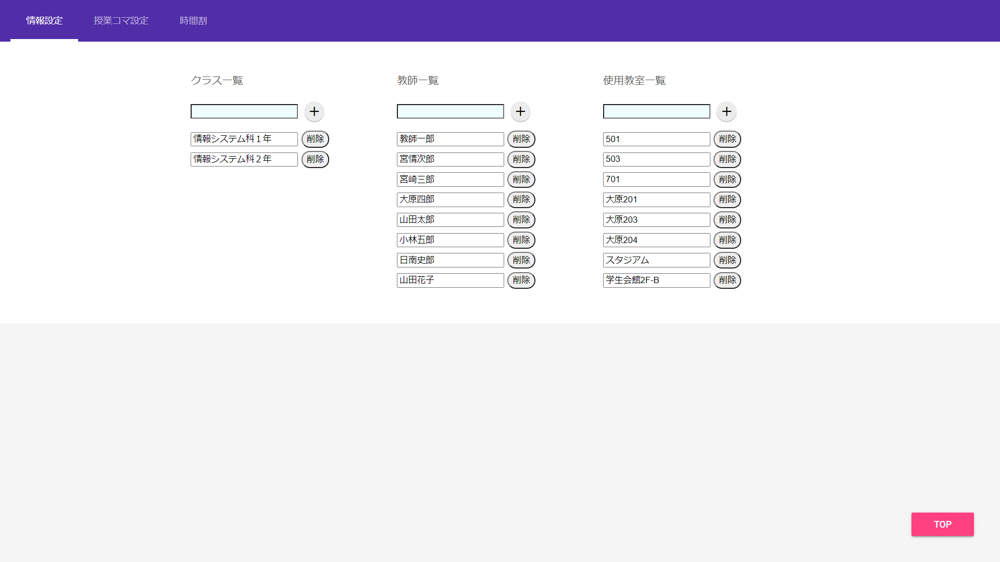 情報設定 授業コマ設定 時間割
クラス一覧
情報システム科１年 削除
情報システム科２年 削除
教師一覧
教師一郎 削除
宮情次郎 削除
宮崎三郎 削除
大原四郎 削除
山田太郎 削除
小林五郎 削除
日南史郎 削除
山田花子 削除
使用教室一覧
501 削除
503 削除
701 削除
大原201 削除
大原203 削除
大原204 削除
スタジアム 削除
学生会館2F-B 削除
TOP